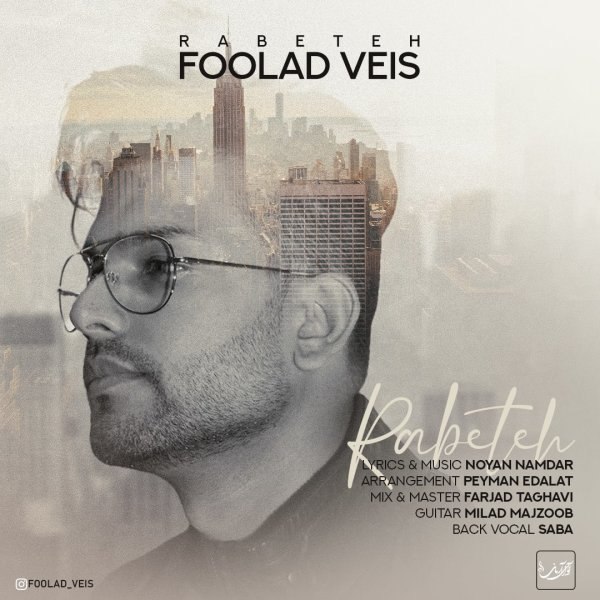 RABETEH
FOOLAD VEIS
Rabeteh
LYRICS & MUSIC NOYAN NAMDAR
ARRANGEMENT PEYMAN EDALAT
MIX & MASTER FARJAD TAGHAVI
GUITAR MILAD MAJZOOB
BACK VOCAL SABA
FOOLAD_VEIS